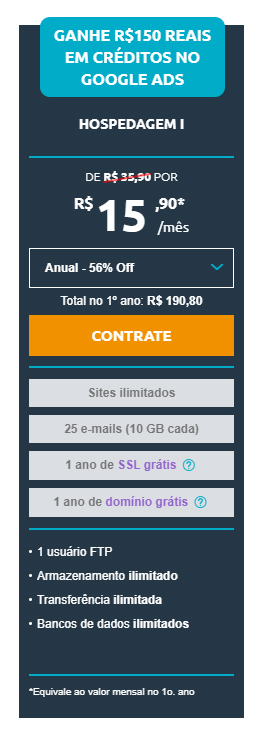 GANHE R$150 REAIS
EM CRÉDITOS NO
GOOGLE ADS
HOSPEDAGEM I
DE R$ 35,90 POR
R$ 15,90*
/mês
Anual - 56% Off
Total no 1º ano: R$ 190,80
CONTRATE
Sites ilimitados
25 e-mails (10 GB cada)
1 ano de SSL grátis ?
1 ano de domínio grátis ?
• 1 usuário FTP
• Armazenamento ilimitado
• Transferência ilimitada
• Bancos de dados ilimitados
*Equivale ao valor mensal no 1o. ano